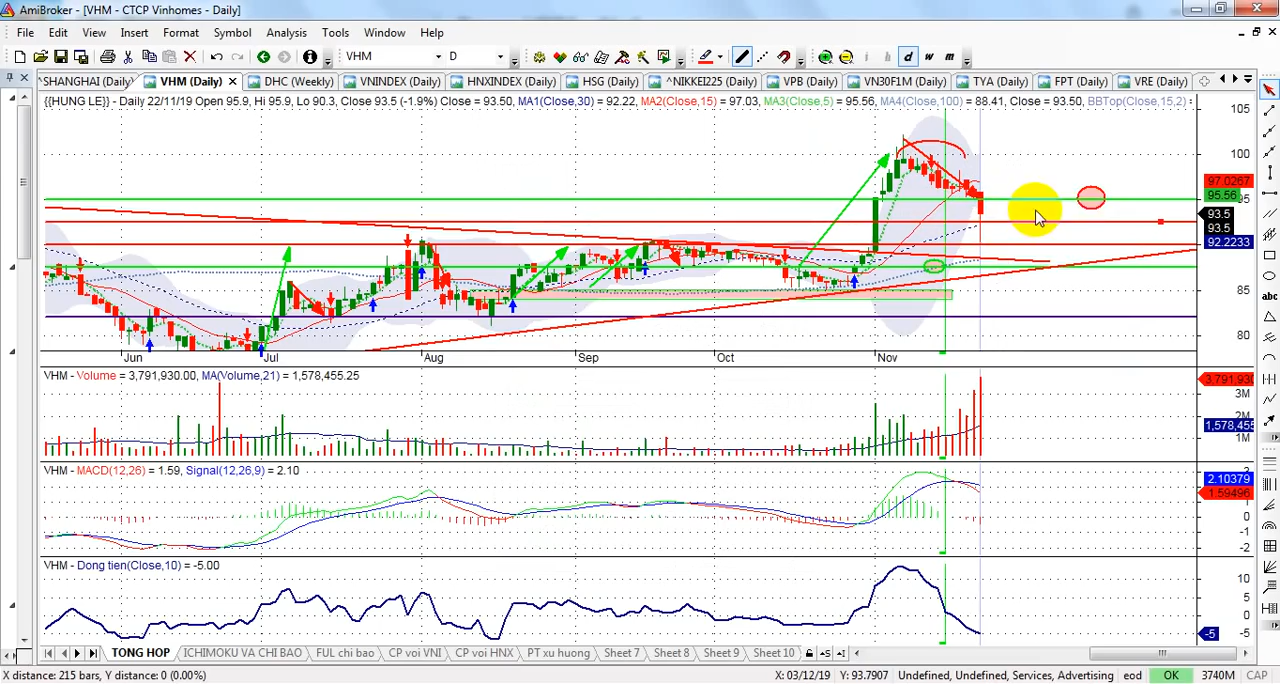 AmiBroker - [VHM - CTCP Vinhomes - Daily]
File Edit View Insert Format Symbol Analysis Tools Window Help
VHM D i h d w m
^SHANGHAI (Daily) VHM (Daily) DHC (Weekly) VNINDEX (Daily) HNXINDEX (Daily) HSG (Daily) ^NIKKEI225 (Daily) VPB (Daily) VN30F1M (Daily) TYA (Daily) FPT (Daily) VRE (Daily)
{{HUNG LE}} - Daily 22/11/19 Open 95.9, Hi 95.9, Lo 90.3, Close 93.5 (-1.9%) Close = 93.50, MA1(Close,30) = 92.22, MA2(Close,15) = 97.03, MA3(Close,5) = 95.56, MA4(Close,100) = 88.41, Close = 93.50, BBTop(Close,15,2) =
105
100
97.0267
95.56
93.5
93.5
92.2233
85
80
Jun Jul Aug Sep Oct Nov
abc
VHM - Volume = 3,791,930.00, MA(Volume,21) = 1,578,455.25
3,791,930
3M
2M
1,578,455
1M
VHM - MACD(12,26) = 1.59, Signal(12,26,9) = 2.10
2.10379
1.59496
0
-1
-2
VHM - Dong tien(Close,10) = -5.00
10
5
0
-5
-5
TONG HOP ICHIMOKU VA CHI BAO FUL chi bao CP voi VNI CP voi HNX PT xu huong Sheet 7 Sheet 8 Sheet 9 Sheet 10
X distance: 215 bars, Y distance: 0 (0.00%) X: 03/12/19 Y: 93.7907 Undefined, Undefined, Services, Advertising eod OK 3740M CAP